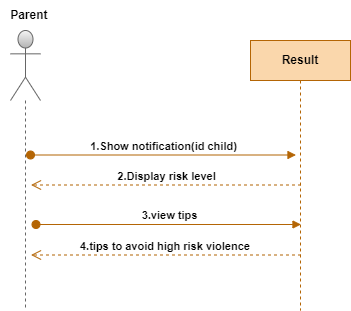 Parent
Result
1.Show notification(id child)
2.Display risk level
3.view tips
4.tips to avoid high risk violence